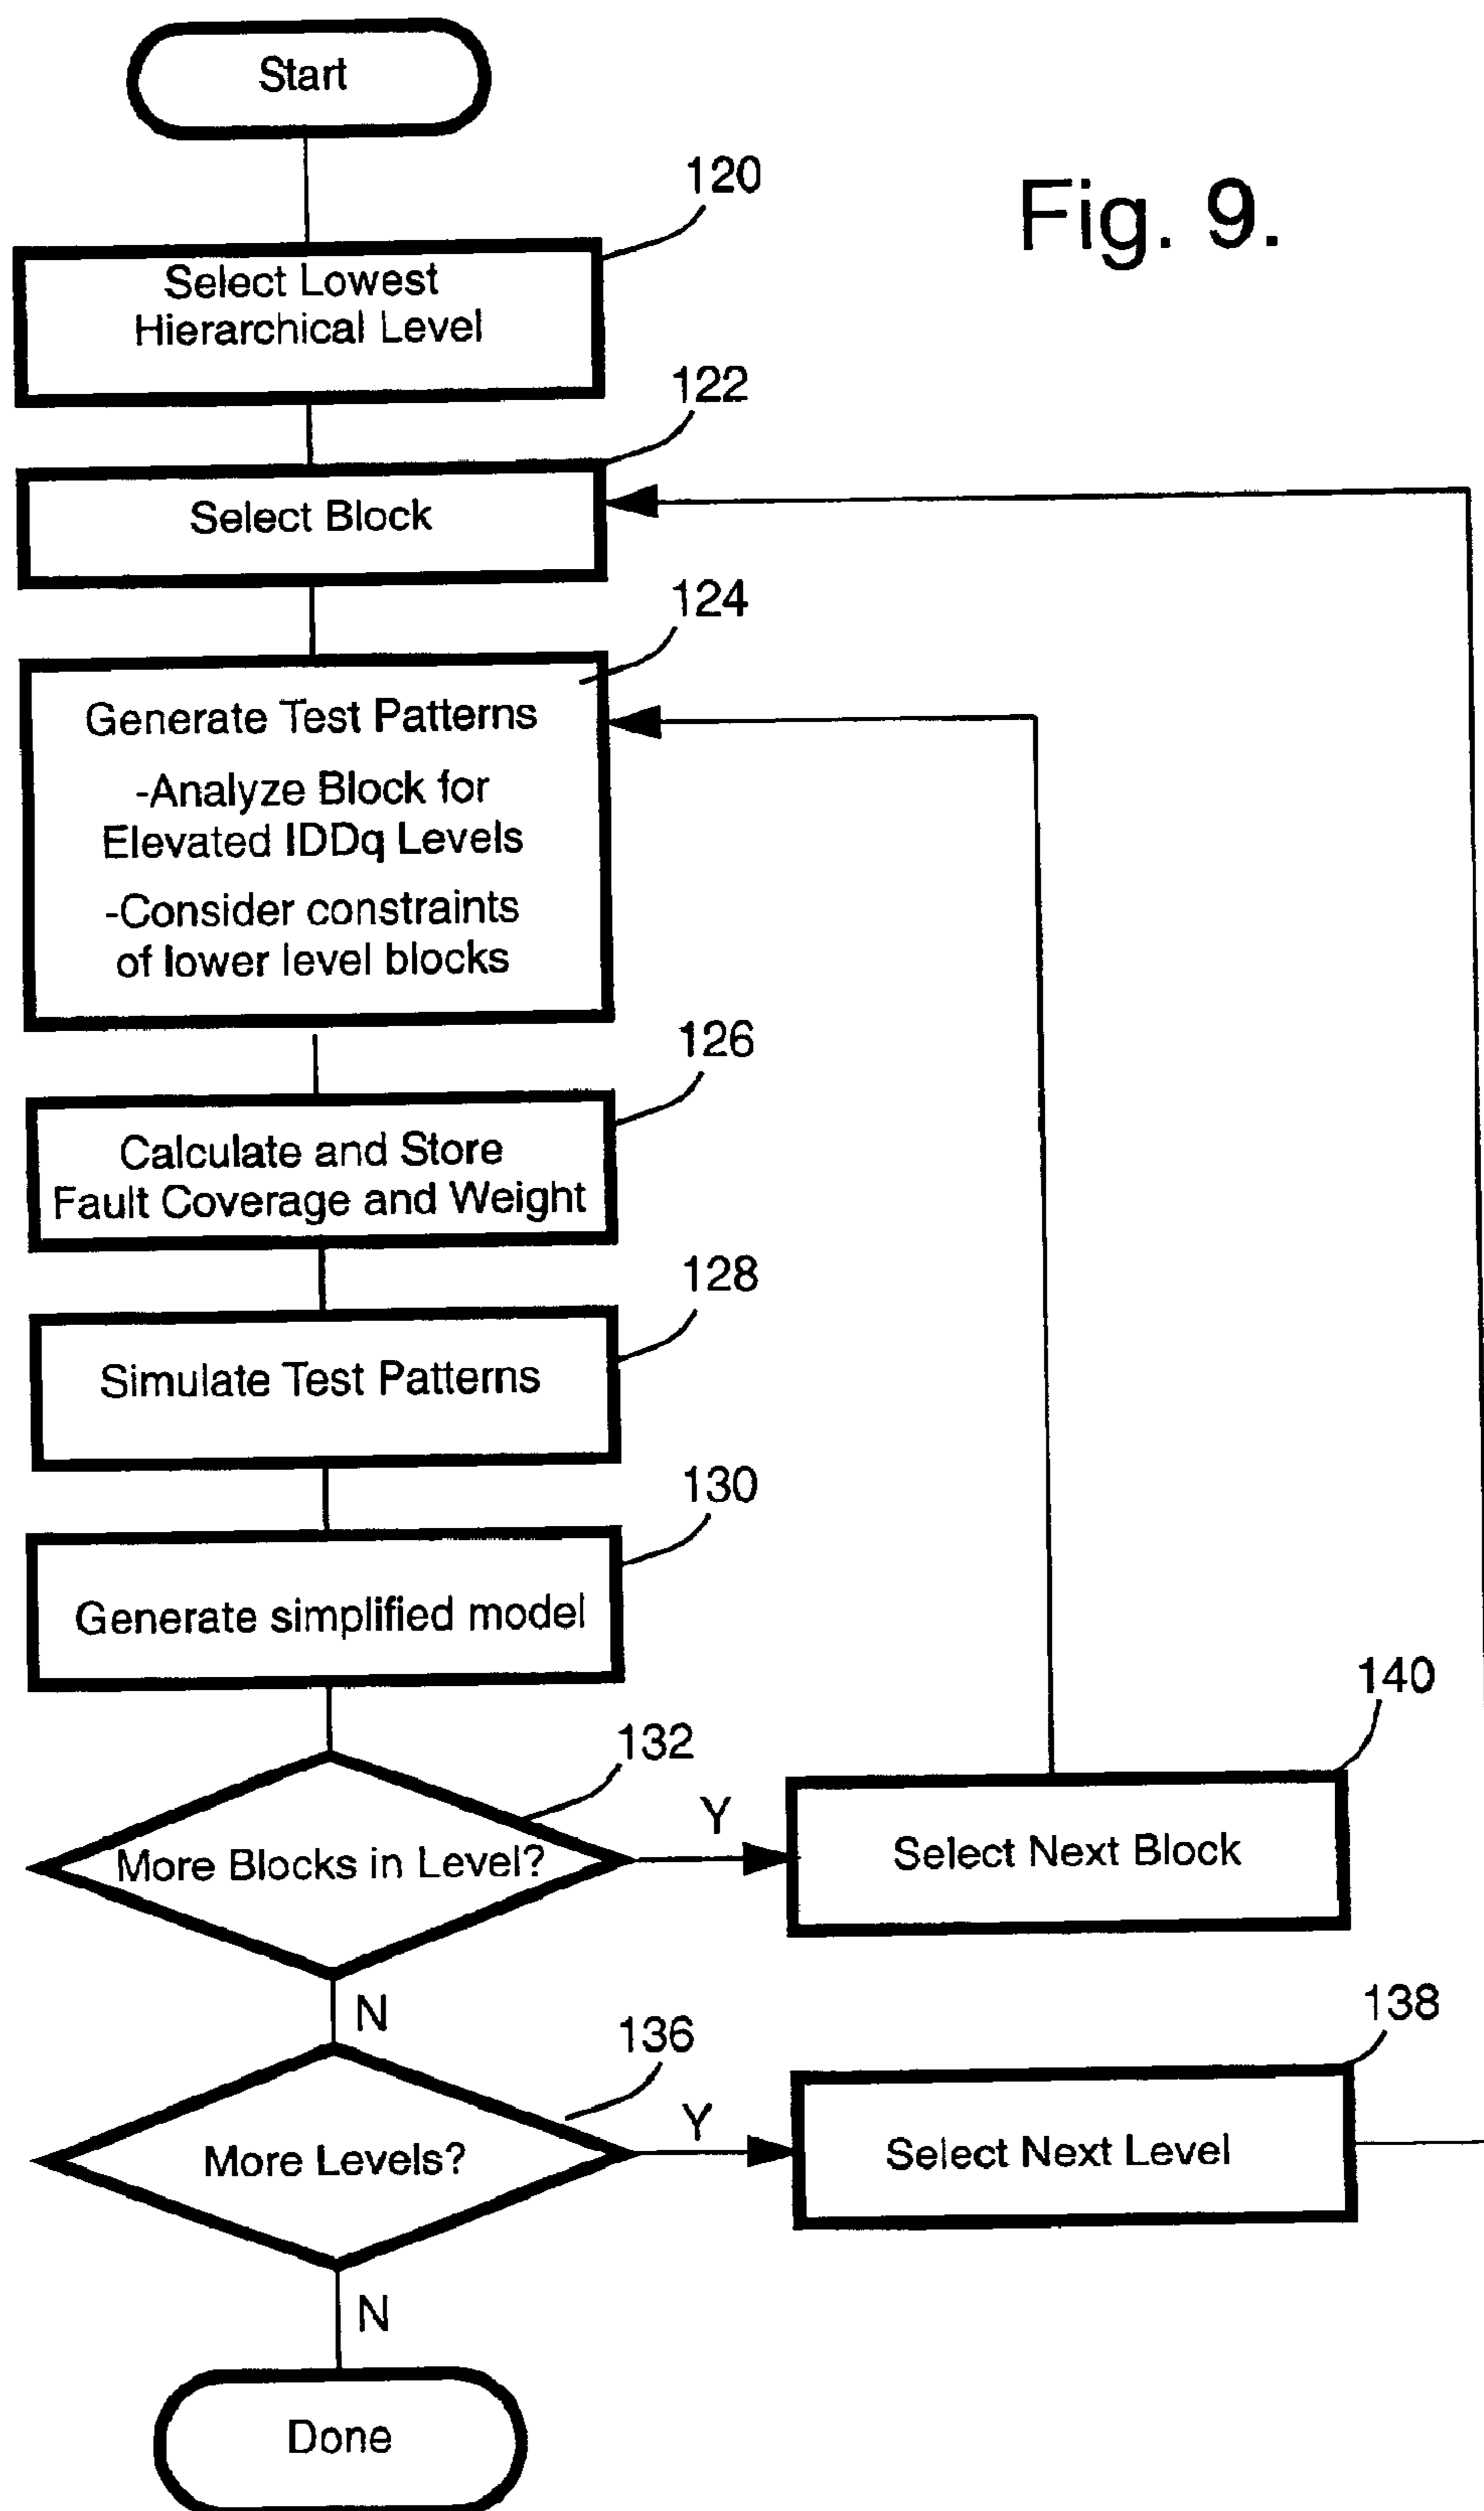 Start
120
Fig. 9.
Select Lowest
Hierarchical Level
122
Select Block
124
Generate Test Patterns
-Analyze Block for
Elevated IDDq Levels
-Consider constraints
of lower level blocks
126
Calculate and Store
Fault Coverage and Weight
128
Simulate Test Patterns
130
Generate simplified model
132
More Blocks in Level?
Y
140
Select Next Block
N
136
More Levels?
Y
138
Select Next Level
N
Done